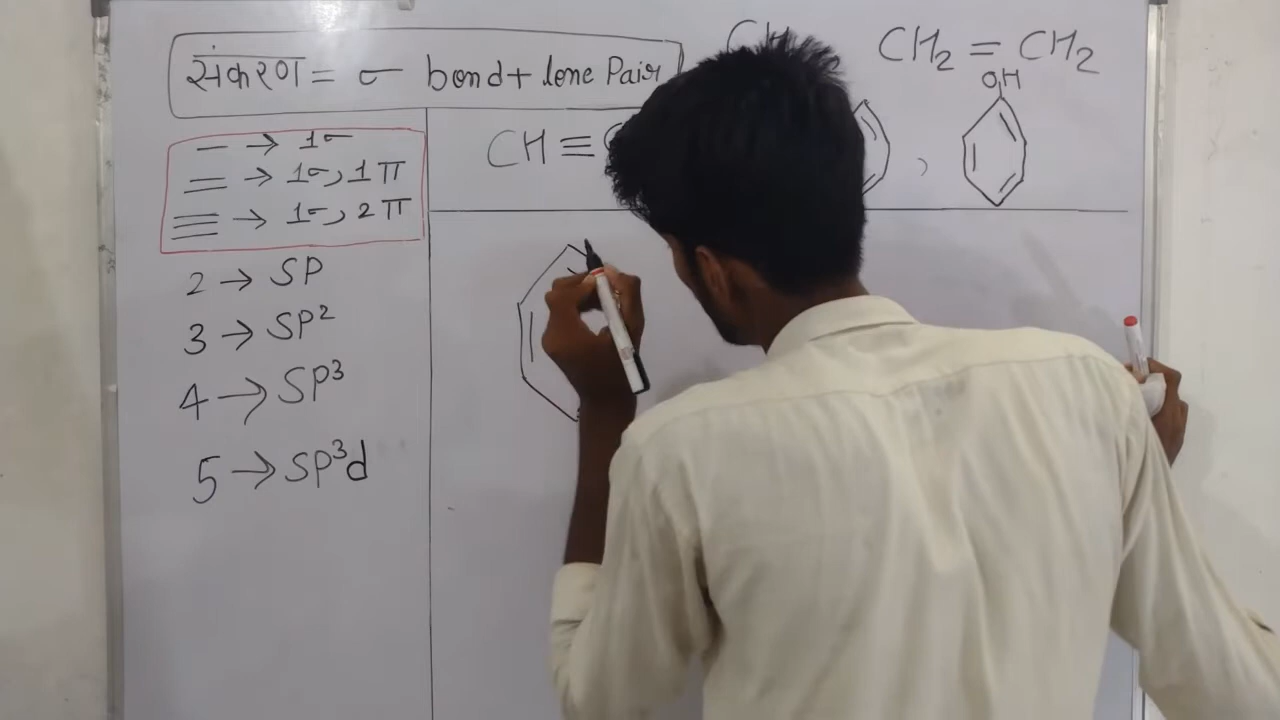 संकरण = σ bond + lone Pair
— → 1σ
= → 1σ, 1π
≡ → 1σ, 2π
2 → SP
3 → SP²
4 → SP³
5 → SP³d
CH₂ = CH₂
CH ≡
, OH